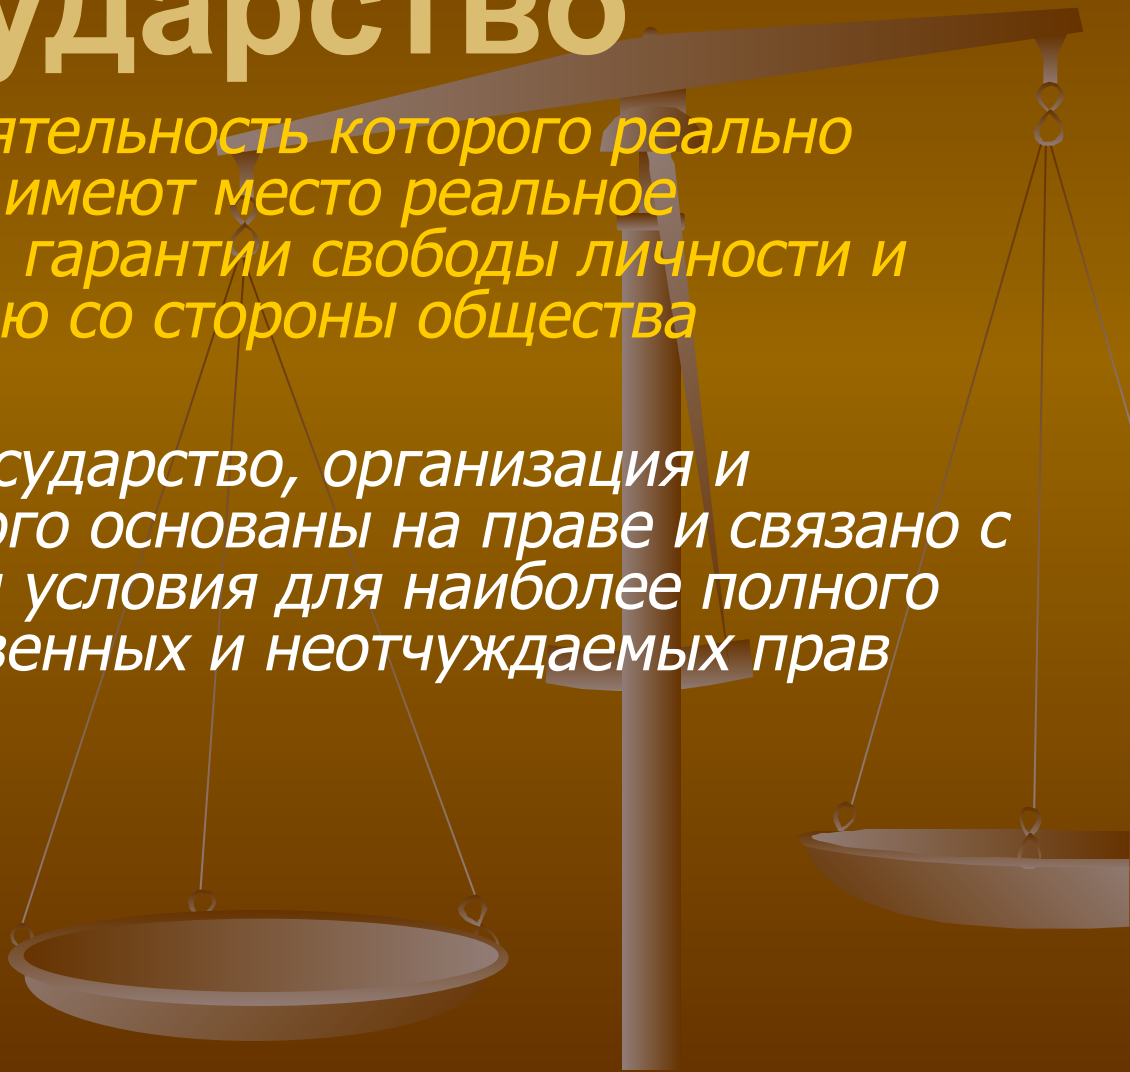 ударство
ятельность которого реально
имеют место реальное
гарантии свободы личности и
ю со стороны общества
сударство, организация и
ого основаны на праве и связано с
условия для наиболее полного
венных и неотчуждаемых прав